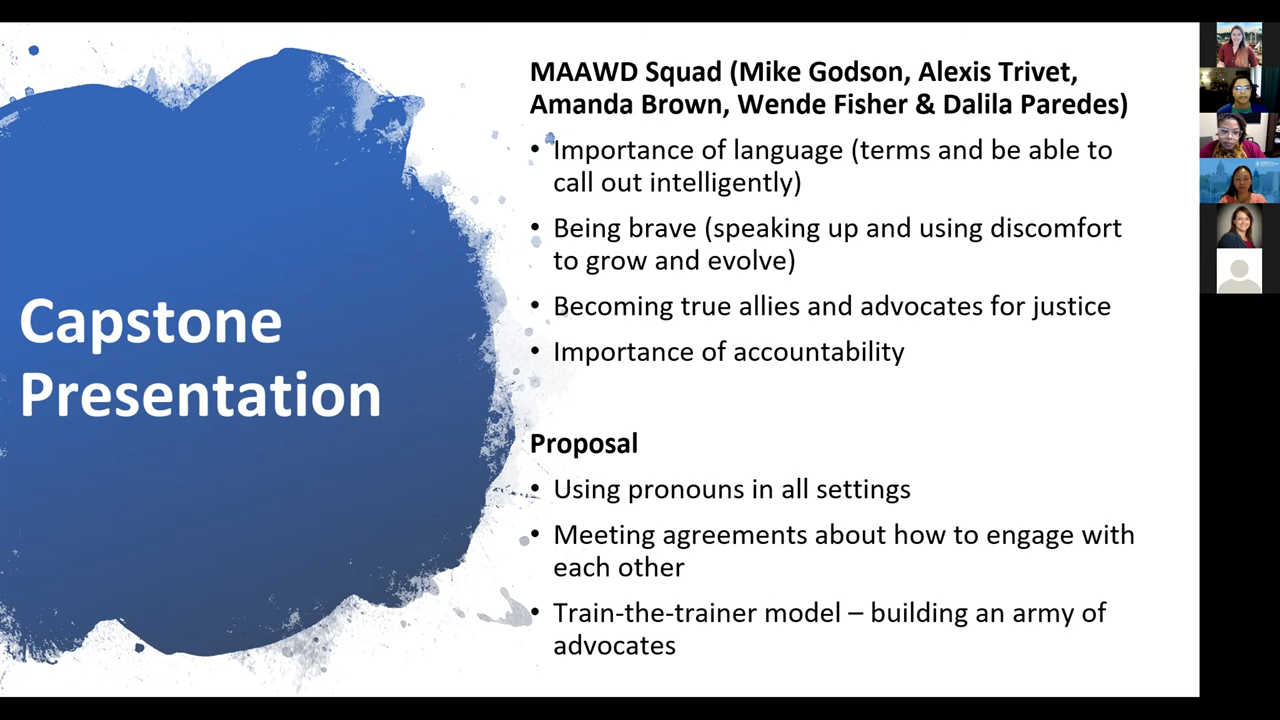 Capstone
Presentation
MAAWD Squad (Mike Godson, Alexis Trivet,
Amanda Brown, Wende Fisher & Dalila Paredes)
• Importance of language (terms and be able to
call out intelligently)
• Being brave (speaking up and using discomfort
to grow and evolve)
• Becoming true allies and advocates for justice
• Importance of accountability
Proposal
• Using pronouns in all settings
• Meeting agreements about how to engage with
each other
• Train-the-trainer model – building an army of
advocates